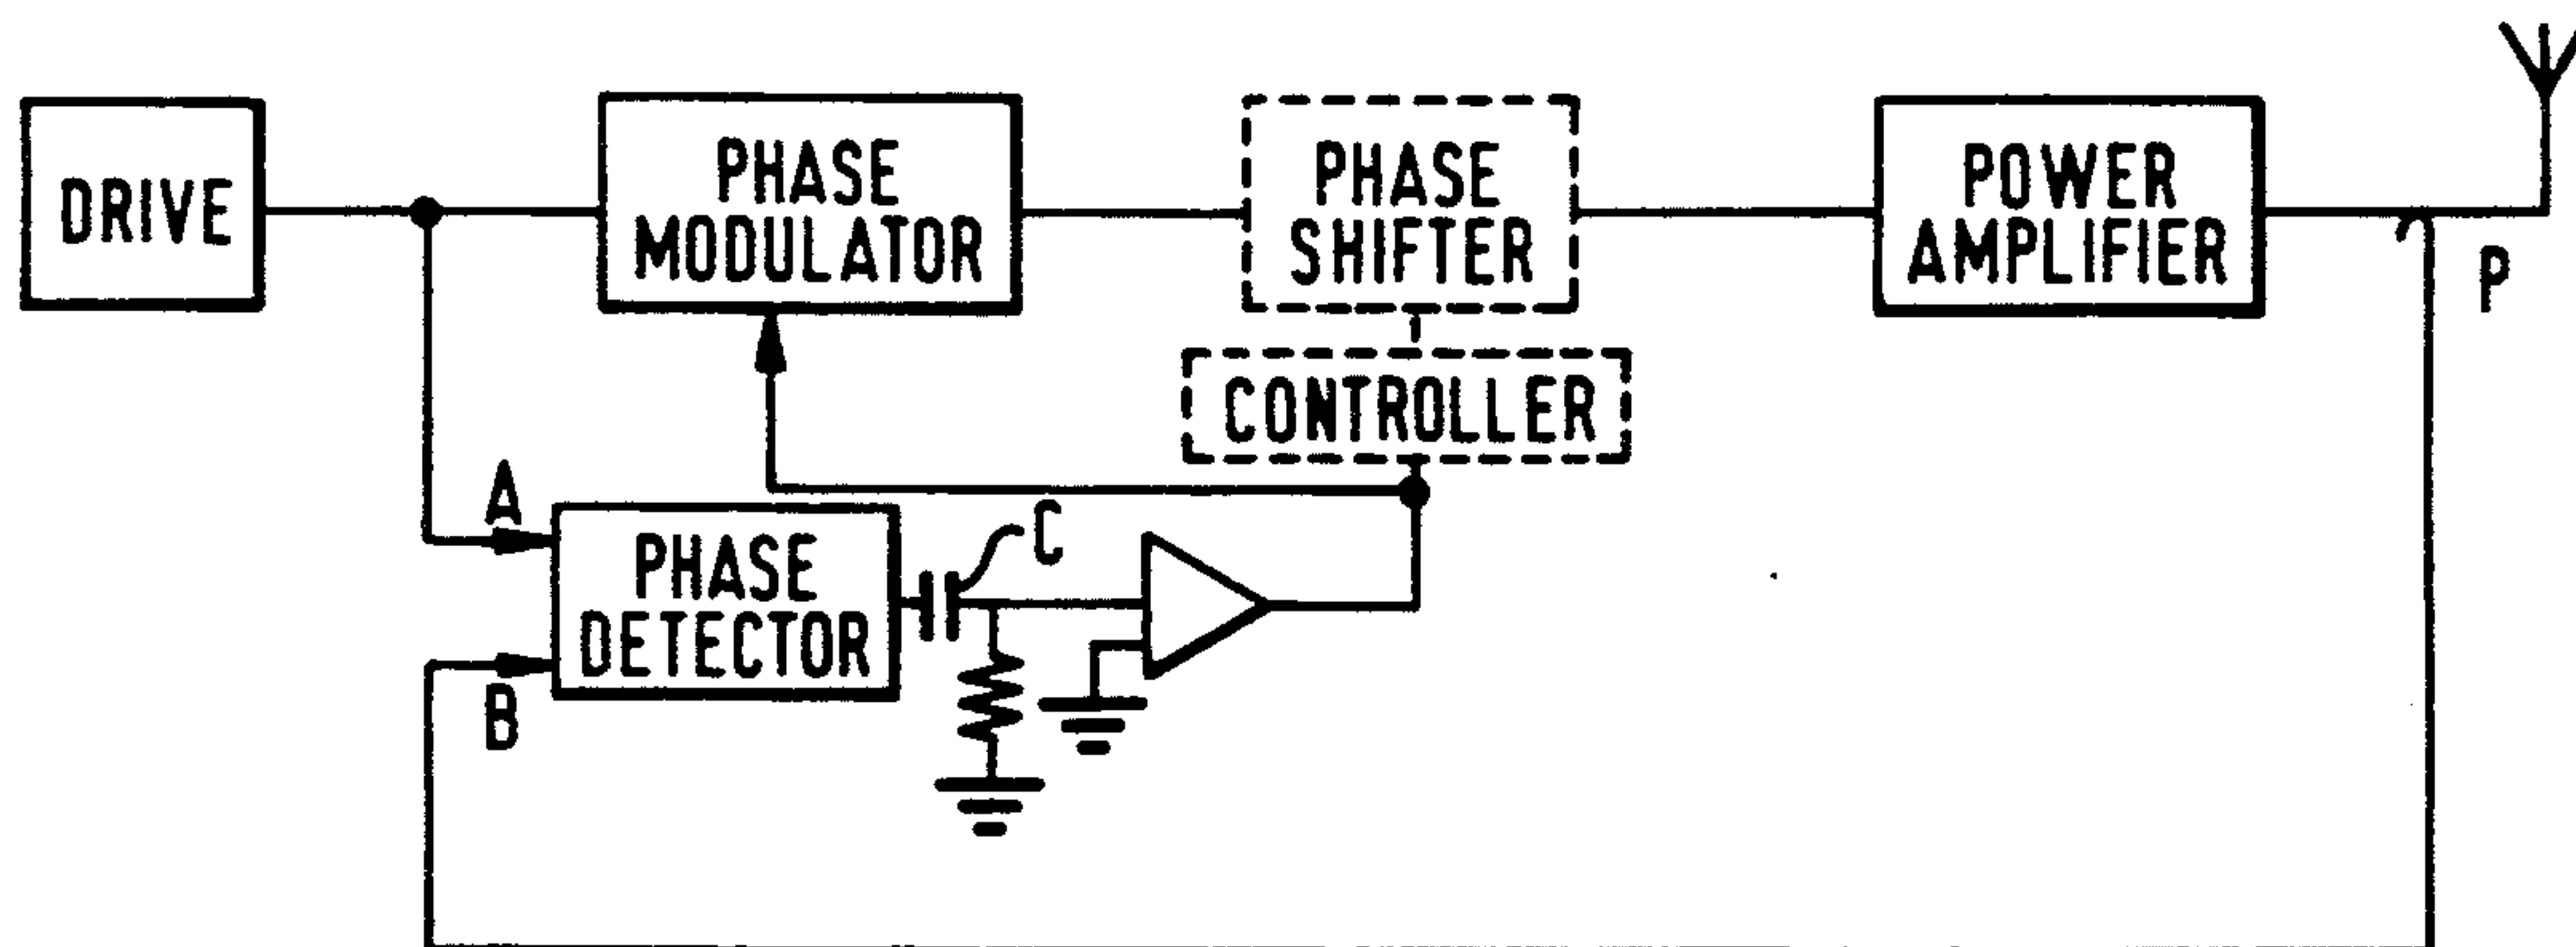 DRIVE
PHASE
MODULATOR
PHASE
SHIFTER
POWER
AMPLIFIER
P
CONTROLLER
A
C
PHASE
DETECTOR
B